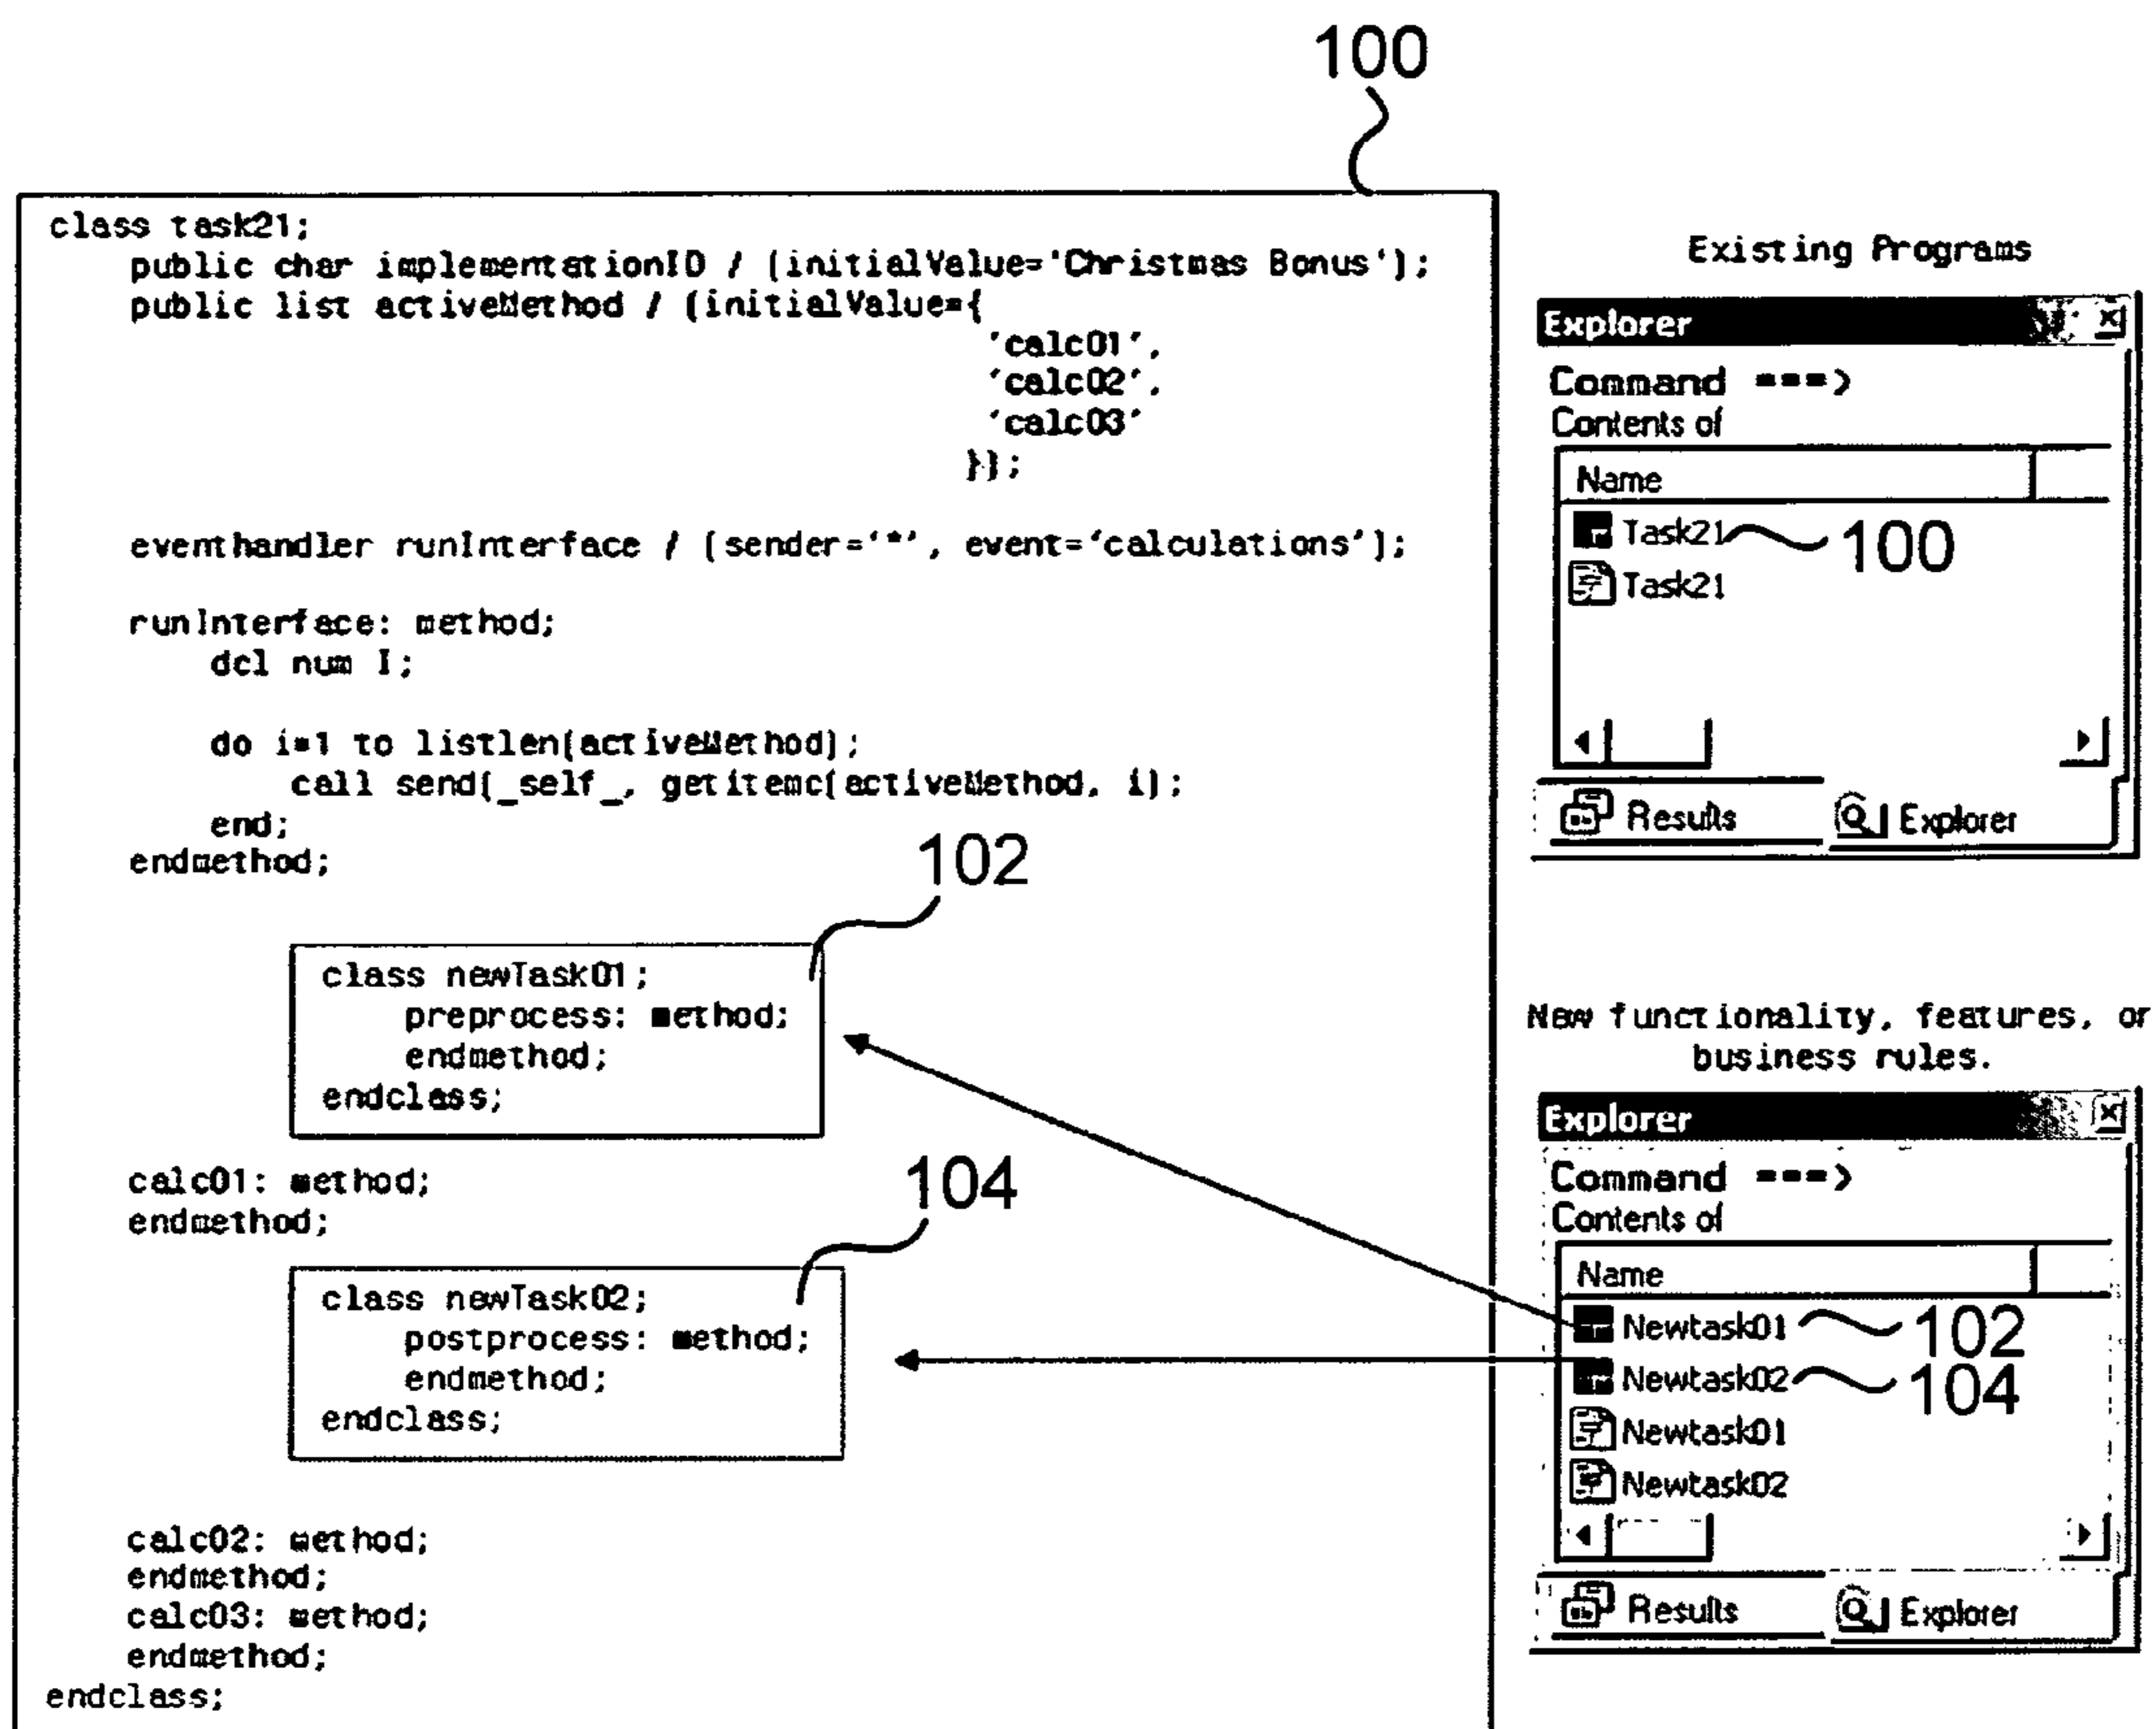 100
class task21;
public char implementationID / (initialValue='Christmas Bonus');
public list activeMethod / (initialValue={
'calc01',
'calc02',
'calc03'
});
eventhandler runInterface / (sender='*', event='calculations');
runInterface: method;
dcl num I;
do i=1 to listlen(activeMethod);
call send(_self_, getitemc(activeMethod, i);
end;
endmethod;
102
class newTask01;
preprocess: method;
endmethod;
endclass;
calc01: method;
endmethod;
104
class newTask02;
postprocess: method;
endmethod;
endclass;
calc02: method;
endmethod;
calc03: method;
endmethod;
endclass;
Existing Programs
Explorer
Command ===>
Contents of
Name
Task21 100
Task21
Results Explorer
New functionality, features, or
business rules.
Explorer
Command ===>
Contents of
Name
Newtask01 102
Newtask02 104
Newtask01
Newtask02
Results Explorer